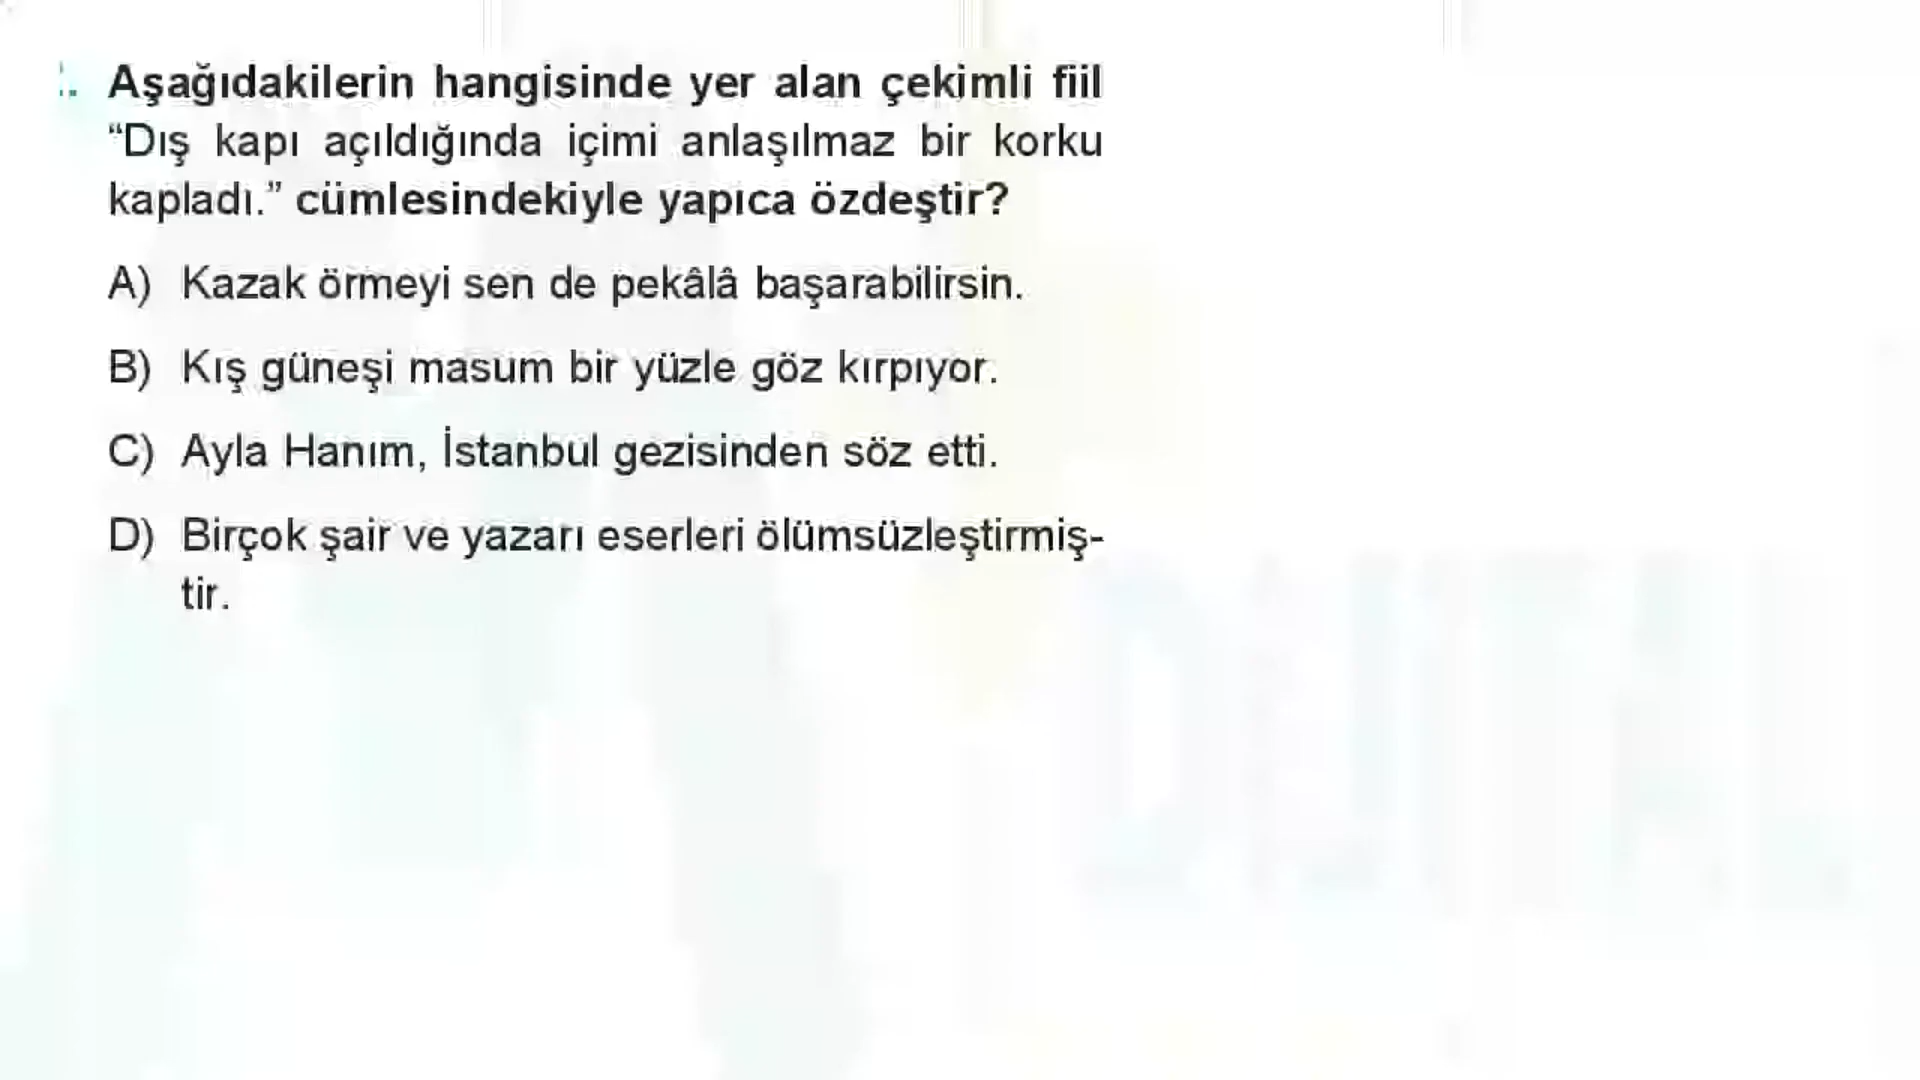 Aşağıdakilerin hangisinde yer alan çekimli fiil
“Dış kapı açıldığında içimi anlaşılmaz bir korku
kapladı.” cümlesindekiyle yapıca özdeştir?
A) Kazak örmeyi sen de pekâlâ başarabilirsin.
B) Kış güneşi masum bir yüzle göz kırpıyor.
C) Ayla Hanım, İstanbul gezisinden söz etti.
D) Birçok şair ve yazarı eserleri ölümsüzleştirmiş-
tir.